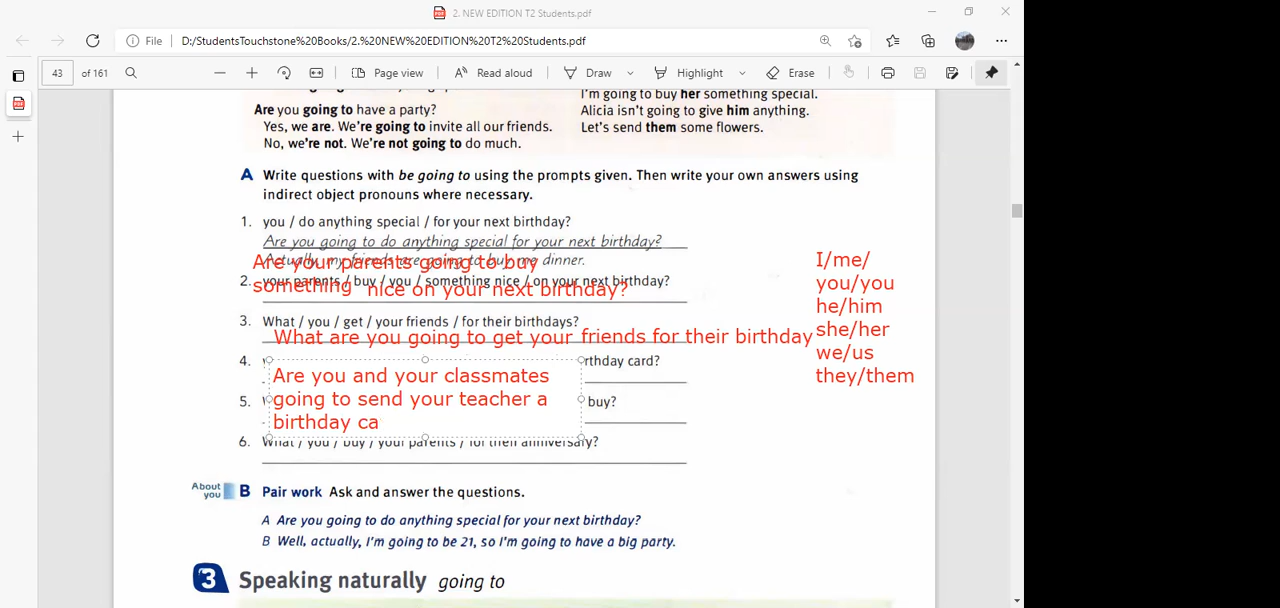 2. NEW EDITION T2 Students.pdf
File D:/StudentsTouchstone%20Books/2.%20NEW%20EDITION%20T2%20Students.pdf
43 of 161 Page view Read aloud Draw Highlight Erase
I'm going to buy her something special.
Are you going to have a party?
Alicia isn't going to give him anything.
Yes, we are. We're going to invite all our friends.
Let's send them some flowers.
No, we're not. We're not going to do much.
A Write questions with be going to using the prompts given. Then write your own answers using
indirect object pronouns where necessary.
1. you / do anything special / for your next birthday?
Are you going to do anything special for your next birthday?
Actually, my friends are going to buy me dinner.
Are your parents going to buy
something nice on your next birthday?
2. your parents / buy / you / something nice / on your next birthday?
3. What / you / get / your friends / for their birthdays?
What are you going to get your friends for their birthday
4. rthday card?
Are you and your classmates
going to send your teacher a
birthday ca
5. buy?
6. What / you / buy / your parents / for their anniversary?
I/me/
you/you
he/him
she/her
we/us
they/them
About
you
B Pair work Ask and answer the questions.
A Are you going to do anything special for your next birthday?
B Well, actually, I'm going to be 21, so I'm going to have a big party.
3 Speaking naturally going to